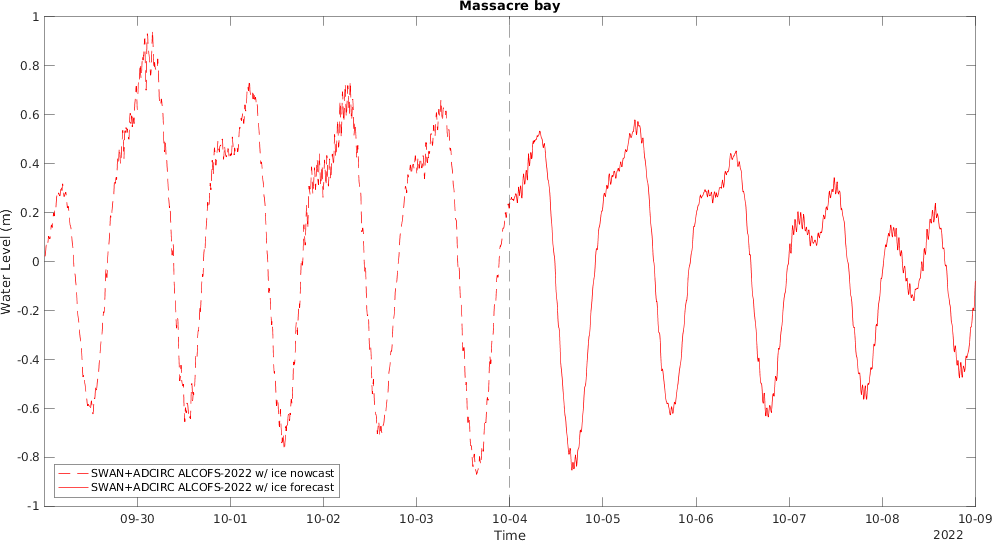 Massacre bay
Water Level (m)
1
0.8
0.6
0.4
0.2
0
-0.2
-0.4
-0.6
-0.8
-1
SWAN+ADCIRC ALCOFS-2022 w/ ice nowcast
SWAN+ADCIRC ALCOFS-2022 w/ ice forecast
09-30 10-01 10-02 10-03 10-04 10-05 10-06 10-07 10-08 10-09
Time
2022